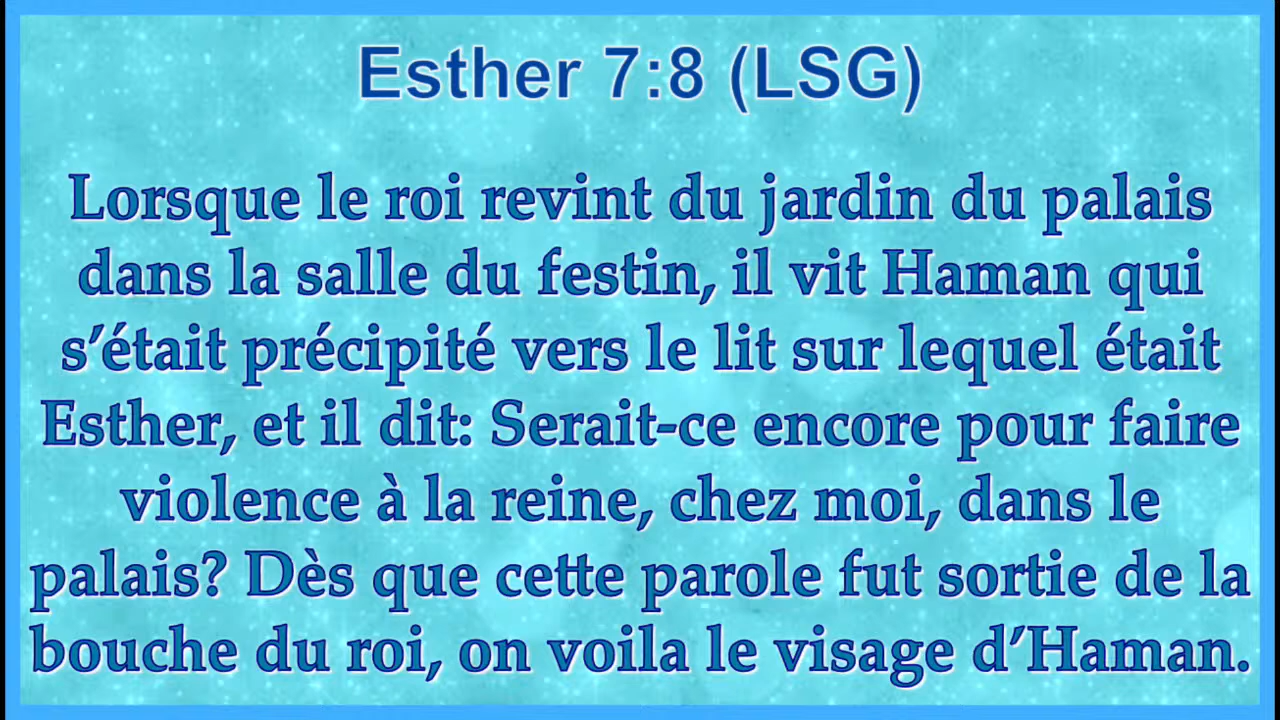 Esther 7:8 (LSG)
Lorsque le roi revint du jardin du palais
dans la salle du festin, il vit Haman qui
s’était précipité vers le lit sur lequel était
Esther, et il dit: Serait-ce encore pour faire
violence à la reine, chez moi, dans le
palais? Dès que cette parole fut sortie de la
bouche du roi, on voila le visage d’Haman.